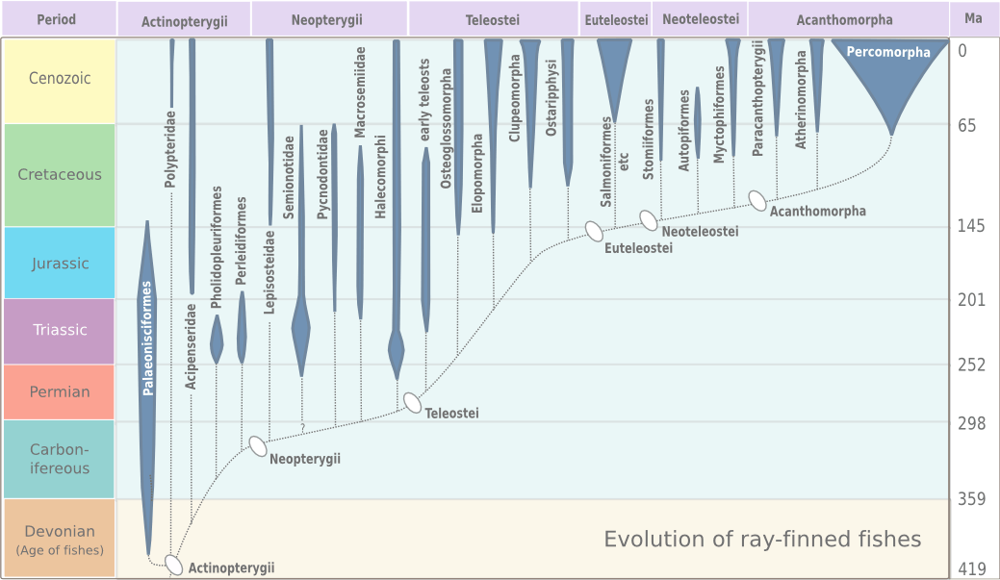 Period
Actinopterygii
Neopterygii
Teleostei
Euteleostei
Neoteleostei
Acanthomorpha
Ma
Cenozoic
Cretaceous
Jurassic
Triassic
Permian
Carbon-
ifereous
Devonian
(Age of fishes)
Palaeonisciformes
Polypteridae
Acipenseridae
Pholidopleuriformes
Perleidiformes
Lepisosteidae
Semionotidae
?
Pycnodontidae
Macrosemiidae
Halecomorphi
early teleosts
Osteoglossomorpha
Elopomorpha
Clupeomorpha
Ostaripphysi
Salmoniformes
etc
Stomiiformes
Autopiformes
Myctophiformes
Paracanthopterygii
Atherinomorpha
Percomorpha
Acanthomorpha
Neoteleostei
Euteleostei
Teleostei
Neopterygii
Actinopterygii
Evolution of ray-finned fishes
0
65
145
201
252
298
359
419